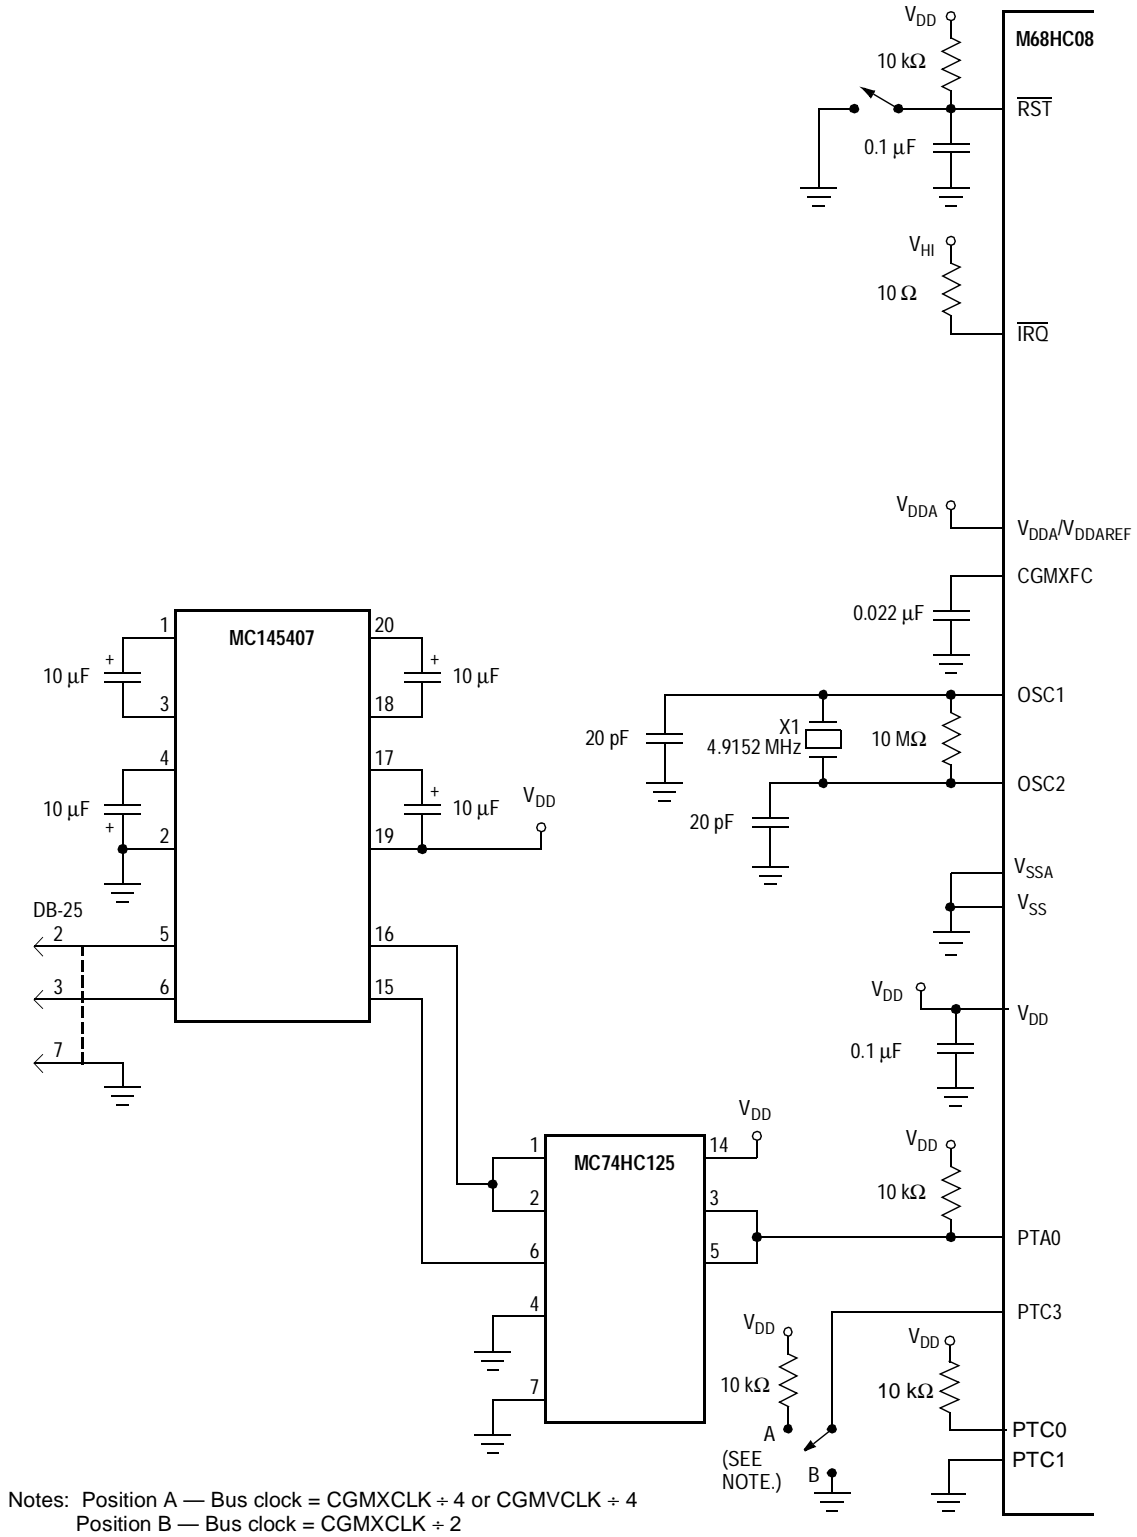 VDD
M68HC08
10 kΩ
RST
0.1 µF
VHI
10 Ω
IRQ
VDDA
VDDA/VDDAREF
CGMXFC
0.022 µF
1
MC145407
20
+
10 µF
+
10 µF
3
18
OSC1
20 pF
X1
4.9152 MHz
10 MΩ
4
17
OSC2
10 µF
+
+
10 µF
VDD
20 pF
2
19
VSSA
VSS
DB-25
2
5
16
3
6
15
VDD
VDD
7
0.1 µF
VDD
1
MC74HC125
14
VDD
2
3
10 kΩ
6
5
PTA0
4
PTC3
VDD
VDD
7
10 kΩ
10 kΩ
A
PTC0
(SEE
NOTE.)
B
PTC1
Notes: Position A — Bus clock = CGMXCLK ÷ 4 or CGMVCLK ÷ 4
Position B — Bus clock = CGMXCLK ÷ 2